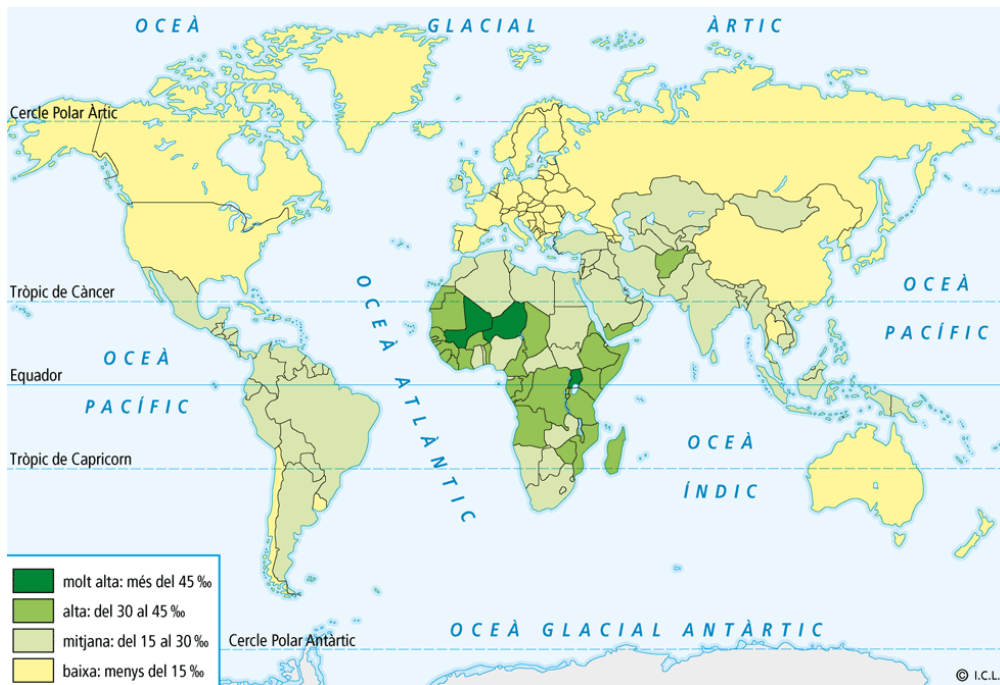 OCEÀ GLACIAL ÀRTIC
Cercle Polar Àrtic
Tròpic de Càncer
OCEÀ
PACÍFIC
OCEÀ ATLÀNTIC
OCEÀ
PACÍFIC
Equador
Tròpic de Capricorn
OCEÀ
ÍNDIC
molt alta: més del 45 ‰
alta: del 30 al 45 ‰
mitjana: del 15 al 30 ‰
baixa: menys del 15 ‰
Cercle Polar Antàrtic
OCEÀ GLACIAL ANTÀRTIC
© I.C.L.